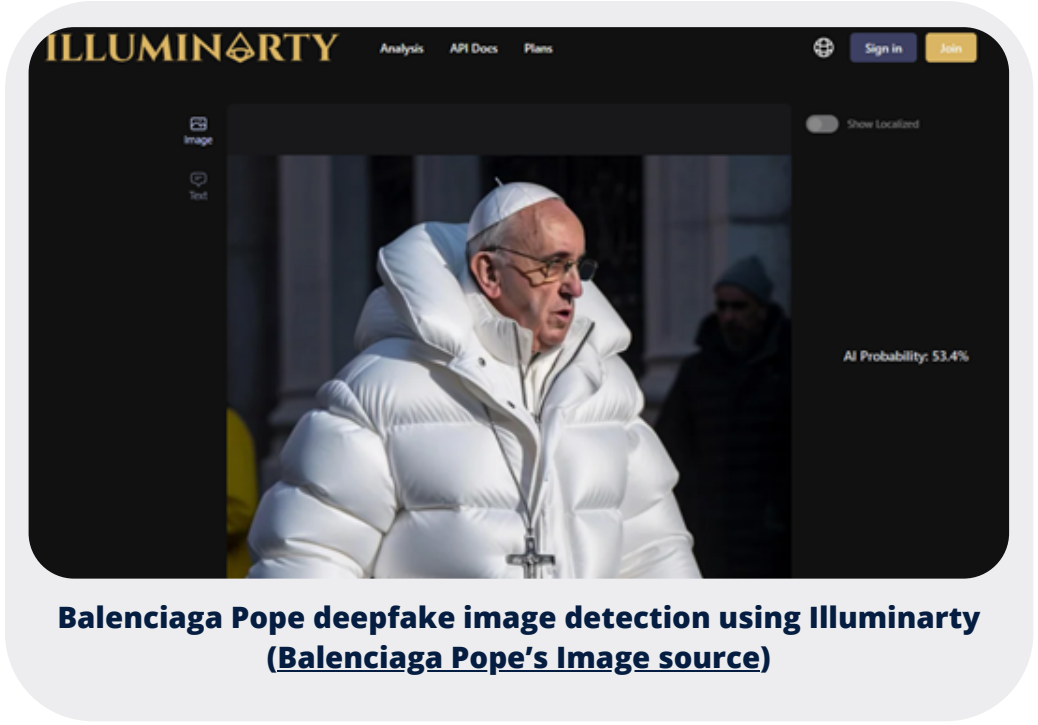 ILLUMINARTY
Analysis API Docs Plans
Sign in Join
Image
Show Localized
Text
AI Probability: 53.4%
Balenciaga Pope deepfake image detection using Illuminarty
(Balenciaga Pope’s Image source)